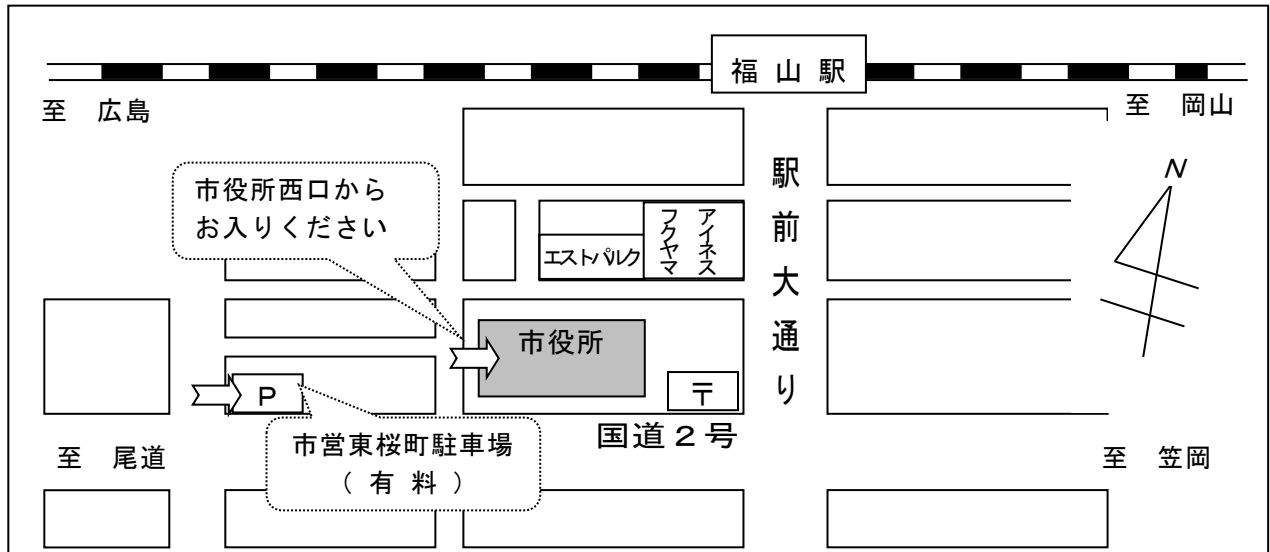 福山駅
至 広島
至 岡山
市役所西口から
お入りください
駅前大通り
N
アイネス
フクヤマ
エストパルク
市役所
P
〒
市営東桜町駐車場
(有料)
国道2号
至 尾道
至 笠岡